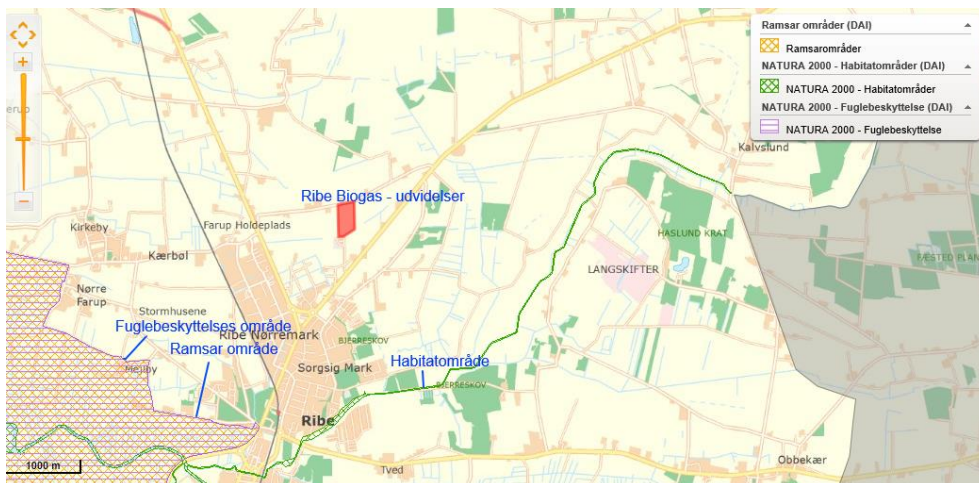 Ramsar områder (DAI)
Ramsarområder
NATURA 2000 - Habitatområder (DAI)
NATURA 2000 - Habitatområder
NATURA 2000 - Fuglebeskyttelse (DAI)
NATURA 2000 - Fuglebeskyttelse
Kalvslund
Ribe Biogas - udvidelser
Kirkeby
Farup Holdeplads
HASLUND KRAT
Kærbøl
LANGSKIFTER
Nørre
Farup
Stormhusene
Fuglebeskyttelses område
Ribe Nørremark
Ramsar område
BJERRESKOV
Sorgsig Mark
Habitatområde
BJERRESKOV
Ribe
1000 m
Tved
Obbekær